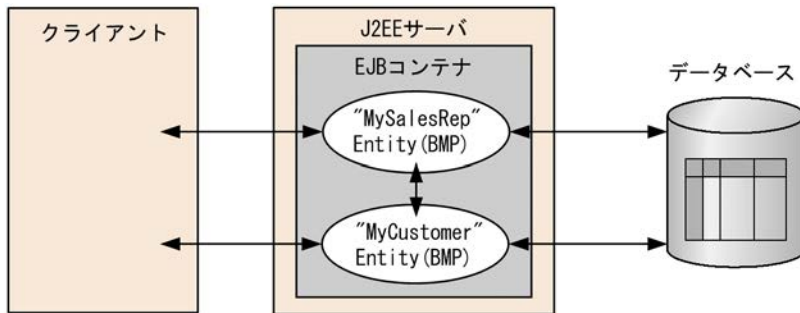 クライアント
J2EEサーバ
EJBコンテナ
"MySalesRep"
Entity(BMP)
"MyCustomer"
Entity(BMP)
データベース